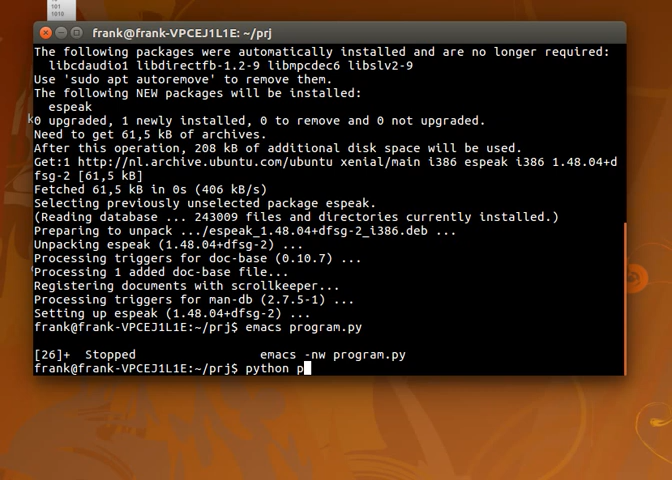 101
1010
frank@frank-VPCEJ1L1E: ~/prj
The following packages were automatically installed and are no longer required:
libcdaudio1 libdirectfb-1.2-9 libmpcdec6 libslv2-9
Use 'sudo apt autoremove' to remove them.
The following NEW packages will be installed:
espeak
0 upgraded, 1 newly installed, 0 to remove and 0 not upgraded.
Need to get 61,5 kB of archives.
After this operation, 208 kB of additional disk space will be used.
Get:1 http://nl.archive.ubuntu.com/ubuntu xenial/main i386 espeak i386 1.48.04+d
fsg-2 [61,5 kB]
Fetched 61,5 kB in 0s (406 kB/s)
Selecting previously unselected package espeak.
(Reading database ... 243009 files and directories currently installed.)
Preparing to unpack .../espeak_1.48.04+dfsg-2_i386.deb ...
Unpacking espeak (1.48.04+dfsg-2) ...
Processing triggers for doc-base (0.10.7) ...
Processing 1 added doc-base file...
Registering documents with scrollkeeper...
Processing triggers for man-db (2.7.5-1) ...
Setting up espeak (1.48.04+dfsg-2) ...
frank@frank-VPCEJ1L1E:~/prj$ emacs program.py
[26]+  Stopped                 emacs -nw program.py
frank@frank-VPCEJ1L1E:~/prj$ python p